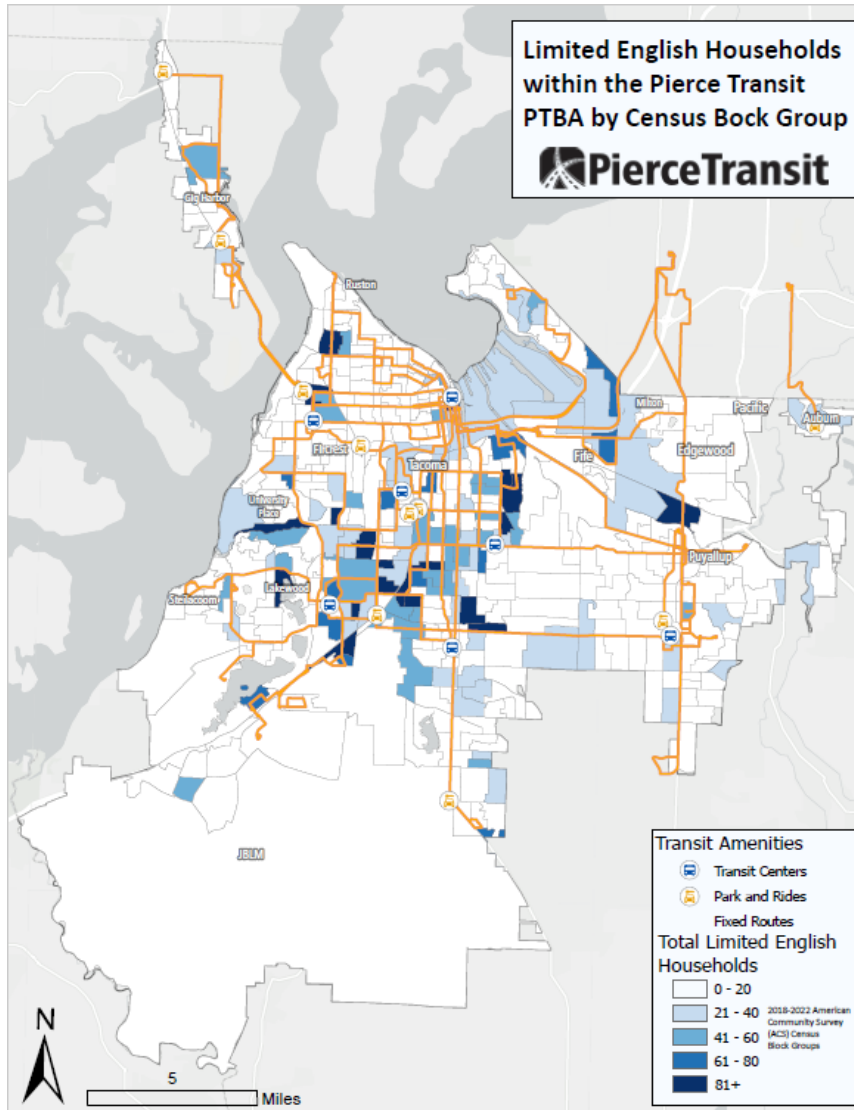 Limited English Households
within the Pierce Transit
PTBA by Census Bock Group
PierceTransit
Gig Harbor
Ruston
Milton
Pacific
Auburn
Fircrest
Tacoma
Fife
Edgewood
University
Place
Puyallup
Lakewood
Steilacoom
JBLM
Transit Amenities
Transit Centers
Park and Rides
Fixed Routes
Total Limited English
Households
0 - 20
21 - 40
41 - 60
61 - 80
81+
2018-2022 American
Community Survey
(ACS) Census
Block Groups
N
5
Miles